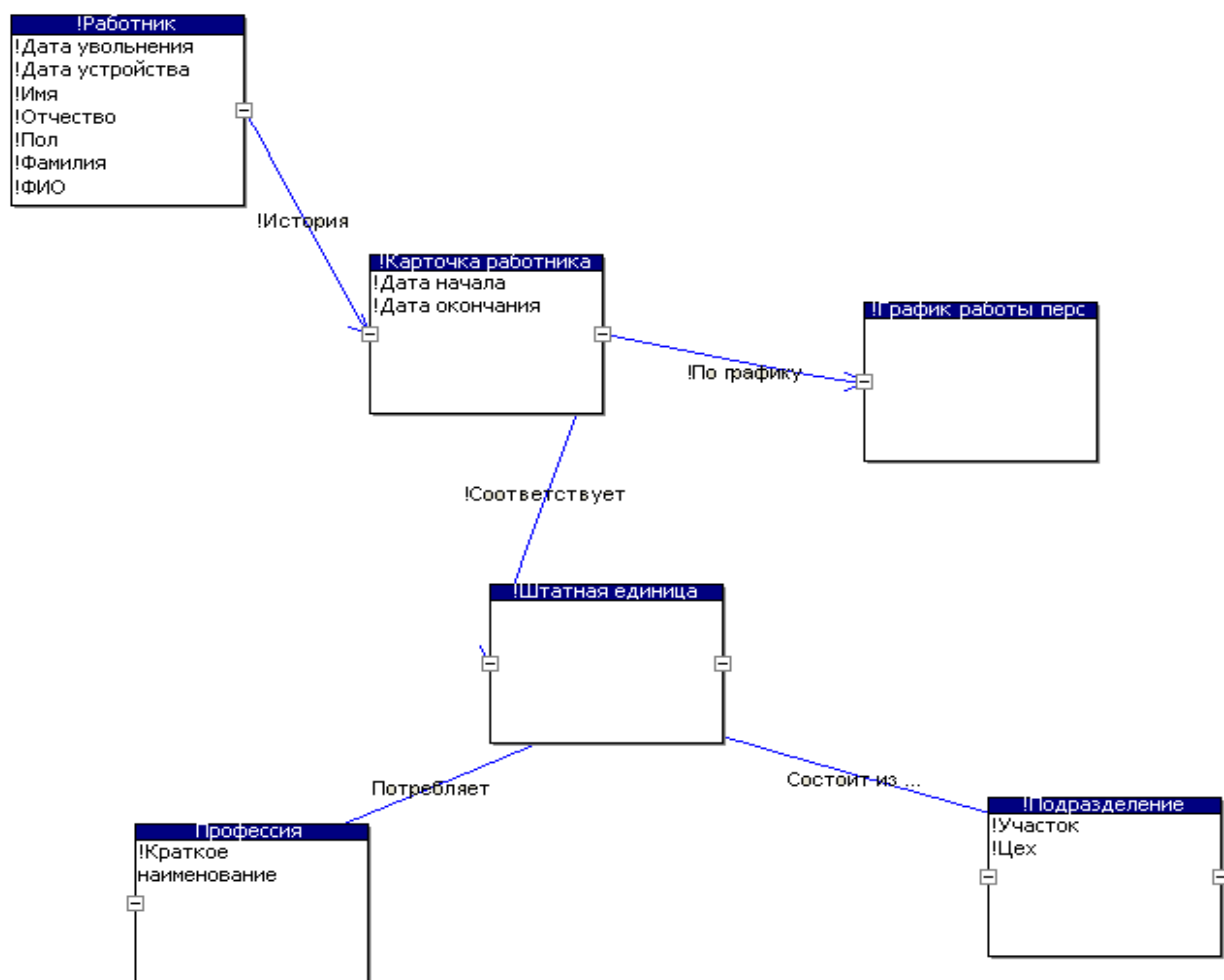 !Работник
!Дата увольнения
!Дата устройства
!Имя
!Отчество
!Пол
!Фамилия
!ФИО
!История
!Карточка работника
!Дата начала
!Дата окончания
!График работы перс
!По графику
!Соответствует
!Штатная единица
Потребляет
Состоит из ...
Профессия
!Краткое
наименование
!Подразделение
!Участок
!Цех